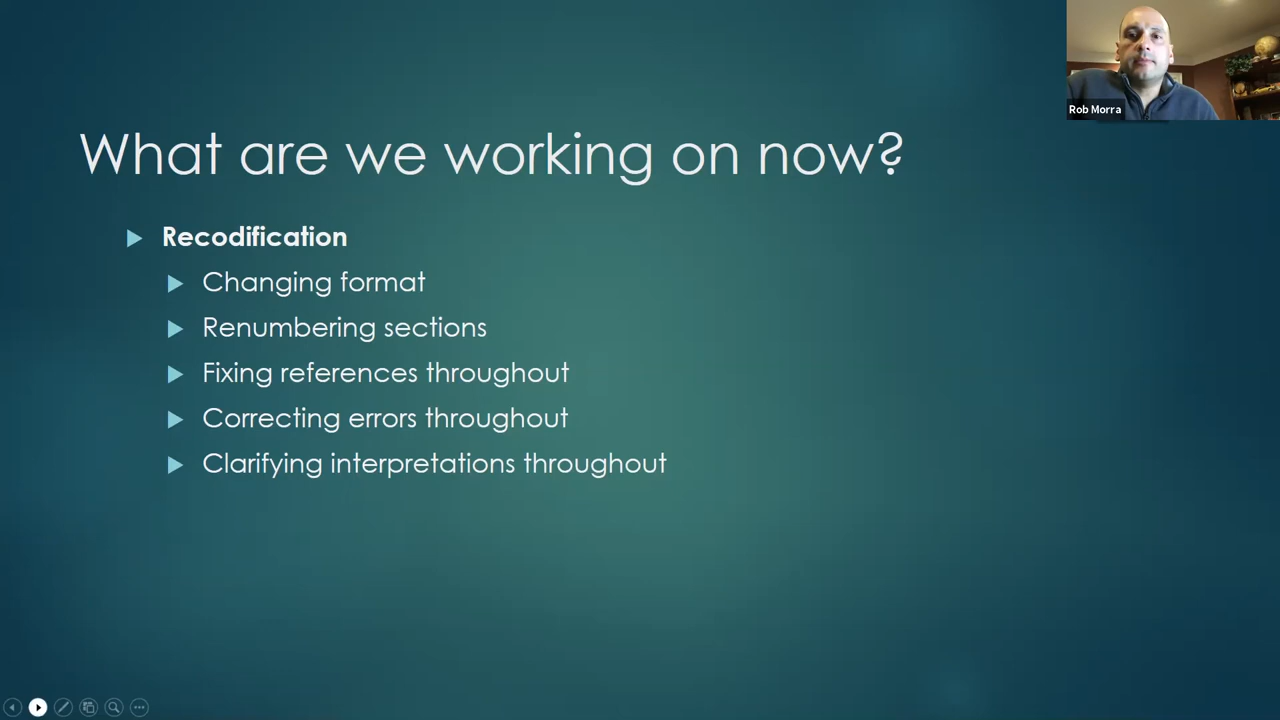 Rob Morra
What are we working on now?
Recodification
Changing format
Renumbering sections
Fixing references throughout
Correcting errors throughout
Clarifying interpretations throughout